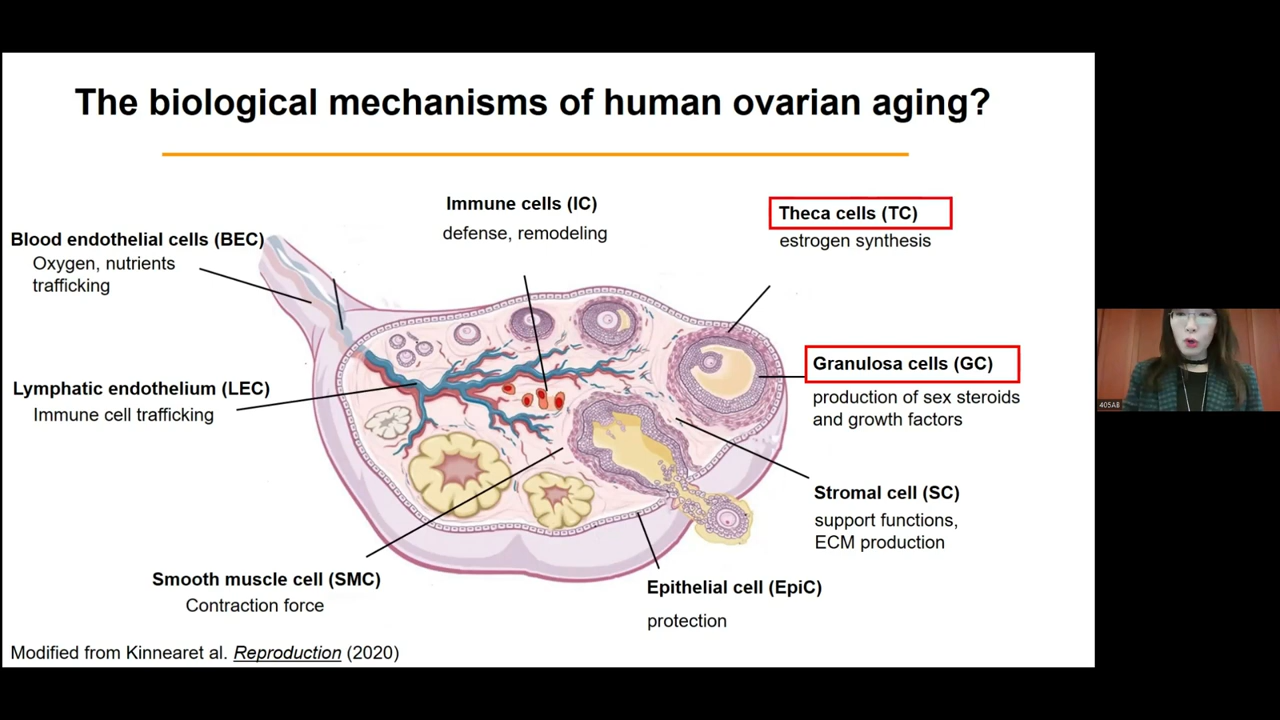 The biological mechanisms of human ovarian aging?
Immune cells (IC)
defense, remodeling
Theca cells (TC)
estrogen synthesis
Blood endothelial cells (BEC)
Oxygen, nutrients
trafficking
Granulosa cells (GC)
production of sex steroids
and growth factors
Lymphatic endothelium (LEC)
Immune cell trafficking
Stromal cell (SC)
support functions,
ECM production
Smooth muscle cell (SMC)
Contraction force
Epithelial cell (EpiC)
protection
Modified from Kinnearet al. Reproduction (2020)
405AB